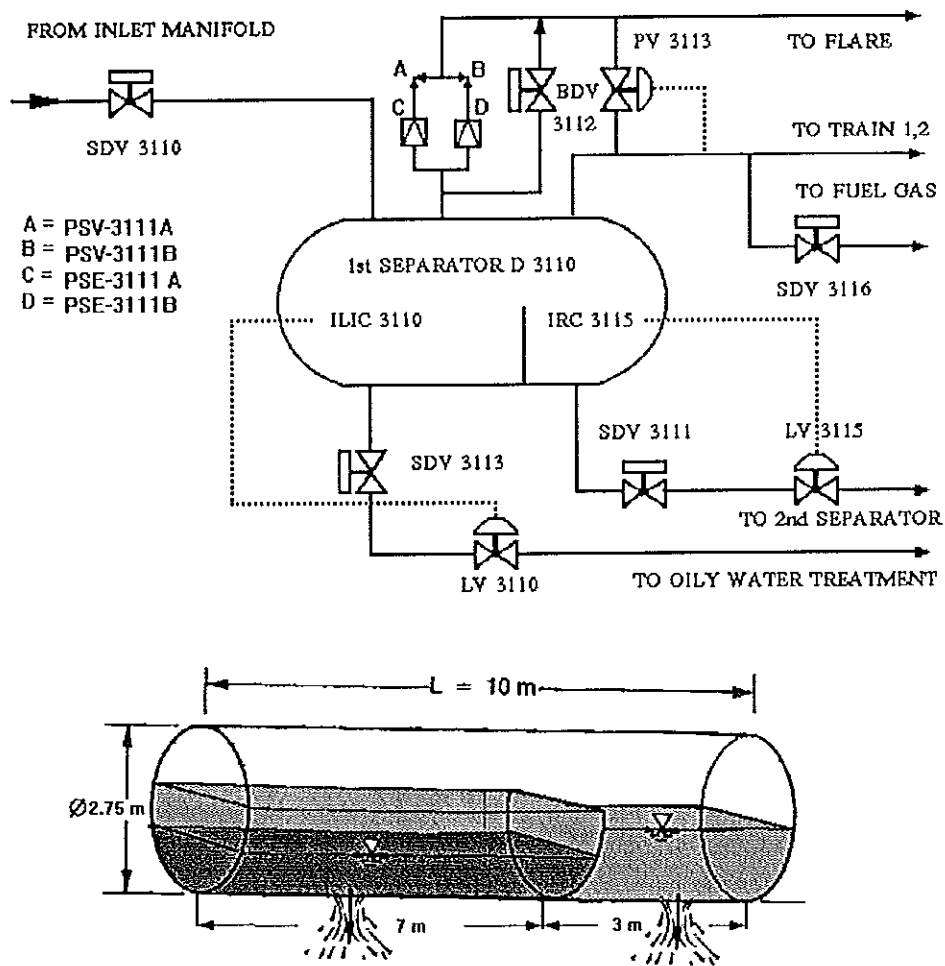 FROM INLET MANIFOLD
PV 3113
TO FLARE
A
B
C
D
BDV
3112
SDV 3110
TO TRAIN 1,2
TO FUEL GAS
A = PSV-3111A
B = PSV-3111B
C = PSE-3111 A
D = PSE-3111B
1st SEPARATOR D 3110
SDV 3116
ILIC 3110
IRC 3115
SDV 3113
SDV 3111
LV 3115
TO 2nd SEPARATOR
LV 3110
TO OILY WATER TREATMENT
L = 10 m
Ø2.75 m
7 m
3 m